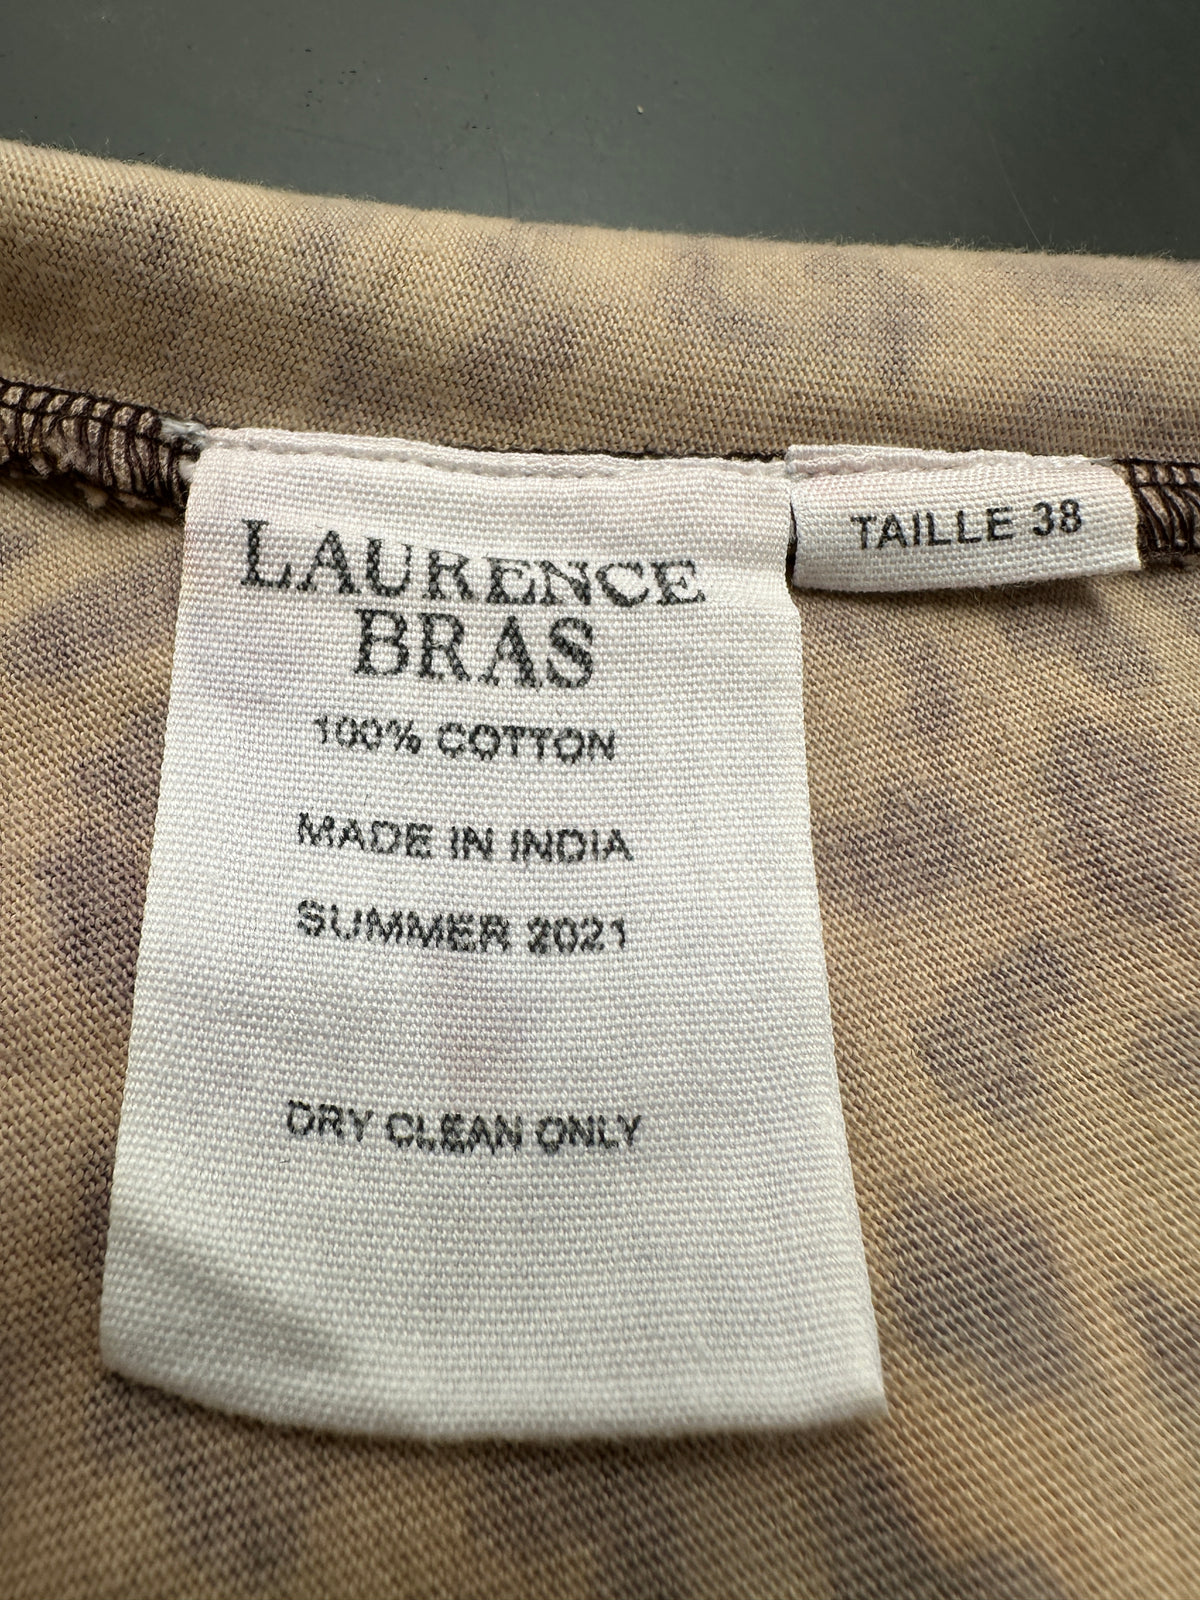 LAURENCE
BRAS
100% COTTON
MADE IN INDIA
SUMMER 2021
DRY CLEAN ONLY
TAILLE 38